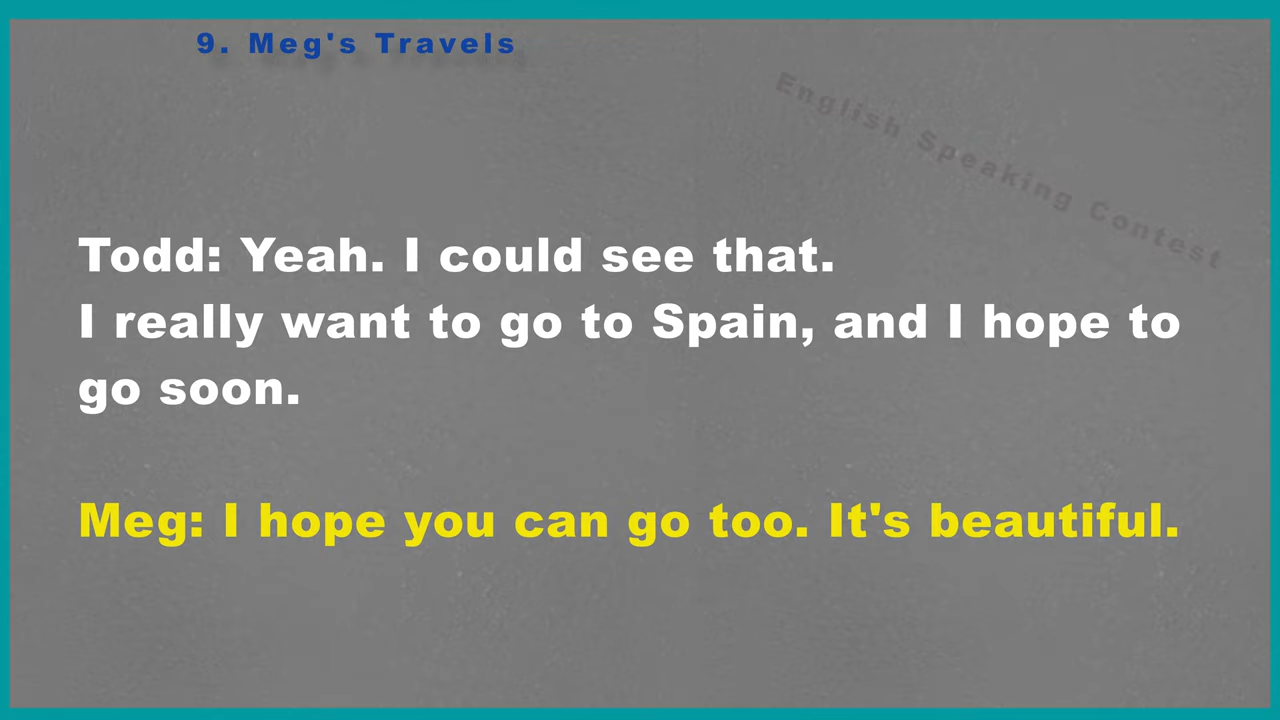 9. Meg's Travels
English Speaking Contest
Todd: Yeah. I could see that.
I really want to go to Spain, and I hope to
go soon.
Meg: I hope you can go too. It's beautiful.